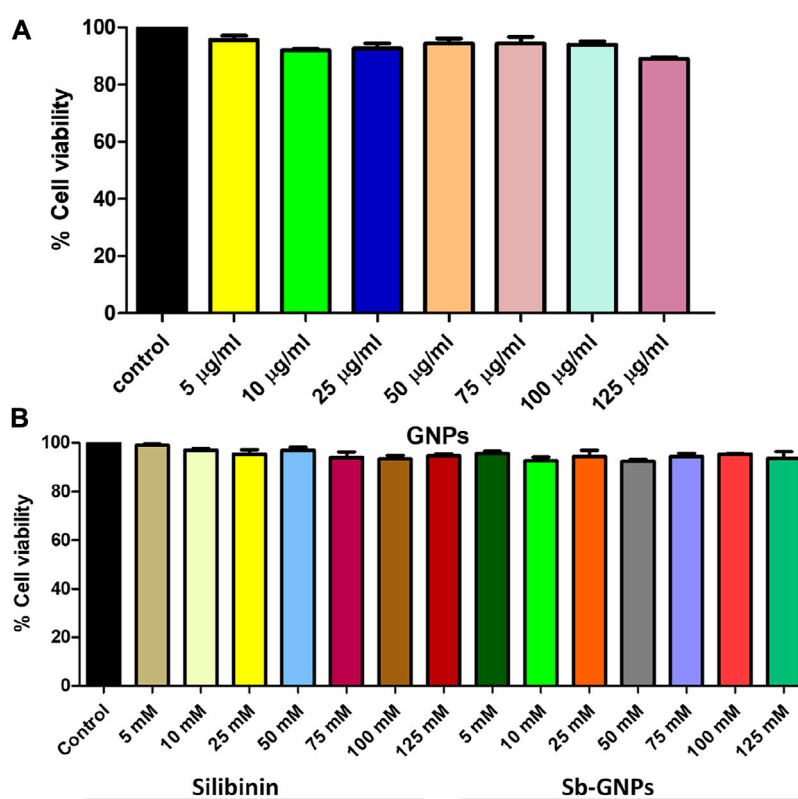 A
% Cell viability
100
80
60
40
20
0
control
5 µg/ml
10 µg/ml
25 µg/ml
50 µg/ml
75 µg/ml
100 µg/ml
125 µg/ml
GNPs
B
% Cell viability
100
80
60
40
20
0
Control
5 mM
10 mM
25 mM
50 mM
75 mM
100 mM
125 mM
5 mM
10 mM
25 mM
50 mM
75 mM
100 mM
125 mM
Silibinin
Sb-GNPs